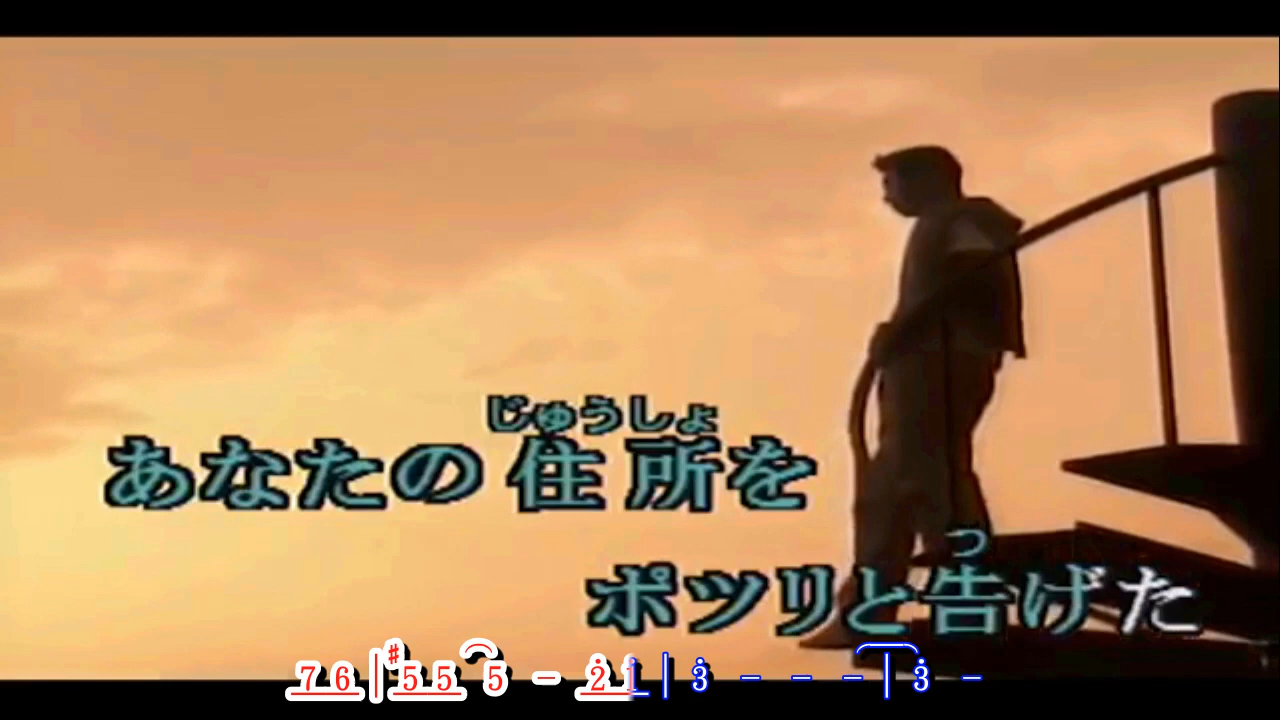 じゅうしょ
あなたの住所を
つ
ポツリと告げた
7 6 | #5 5 5 - 2̇ 1̇ | 3̇ - - - | 3̇ -